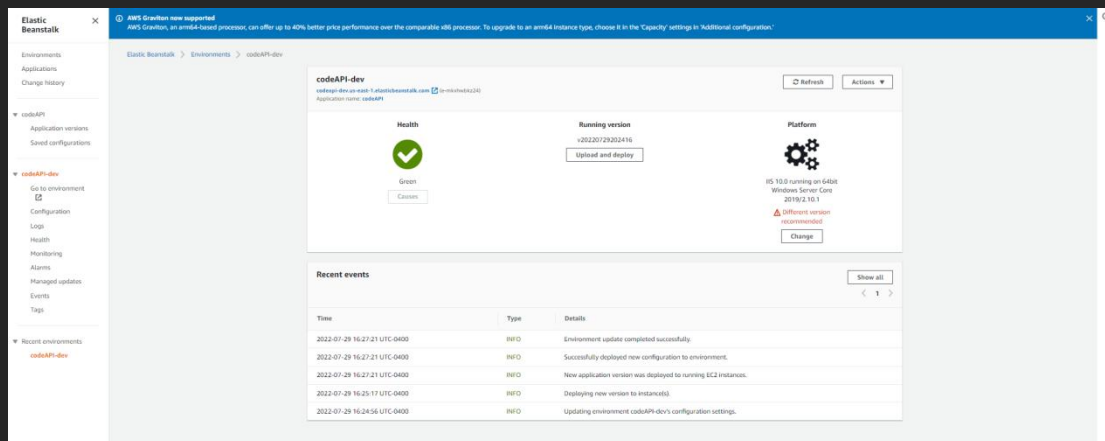 Elastic
Beanstalk
Environments
Applications
Change history
codeAPI
Application versions
Saved configurations
codeAPI-dev
Go to environment
Configuration
Logs
Health
Monitoring
Alarms
Managed updates
Events
Tags
Recent environments
codeAPI-dev
AWS Graviton now supported
AWS Graviton, an arm64-based processor, can offer up to 40% better price performance over the comparable x86 processor. To upgrade to an arm64 instance type, choose it in the 'Capacity' settings in 'Additional configuration.'
Elastic Beanstalk > Environments > codeAPI-dev
codeAPI-dev
codeapi-dev.us-east-1.elasticbeanstalk.com
Application name: codeAPI
Refresh
Actions
Health
Green
Causes
Running version
v20220729202416
Upload and deploy
Platform
IIS 10.0 running on 64bit
Windows Server Core
2019/2.10.1
Different version
recommended
Change
Recent events
Show all
< 1 >
Time Type Details
2022-07-29 16:27:21 UTC-0400 INFO Environment update completed successfully.
2022-07-29 16:27:21 UTC-0400 INFO Successfully deployed new configuration to environment.
2022-07-29 16:27:21 UTC-0400 INFO New application version was deployed to running EC2 instances.
2022-07-29 16:25:17 UTC-0400 INFO Deploying new version to instance(s).
2022-07-29 16:24:56 UTC-0400 INFO Updating environment codeAPI-dev's configuration settings.